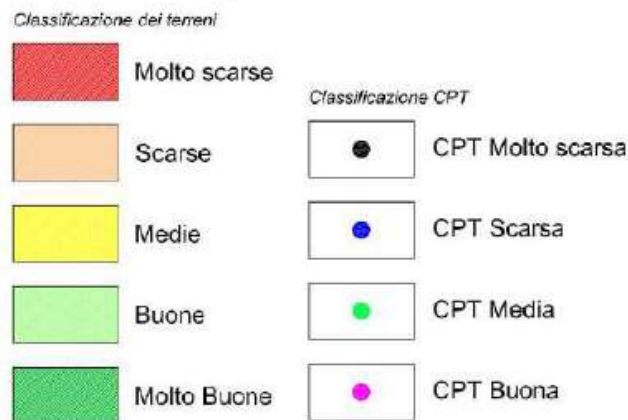 Classificazione dei terreni
Molto scarse
Scarse
Medie
Buone
Molto Buone
Classificazione CPT
CPT Molto scarsa
CPT Scarsa
CPT Media
CPT Buona